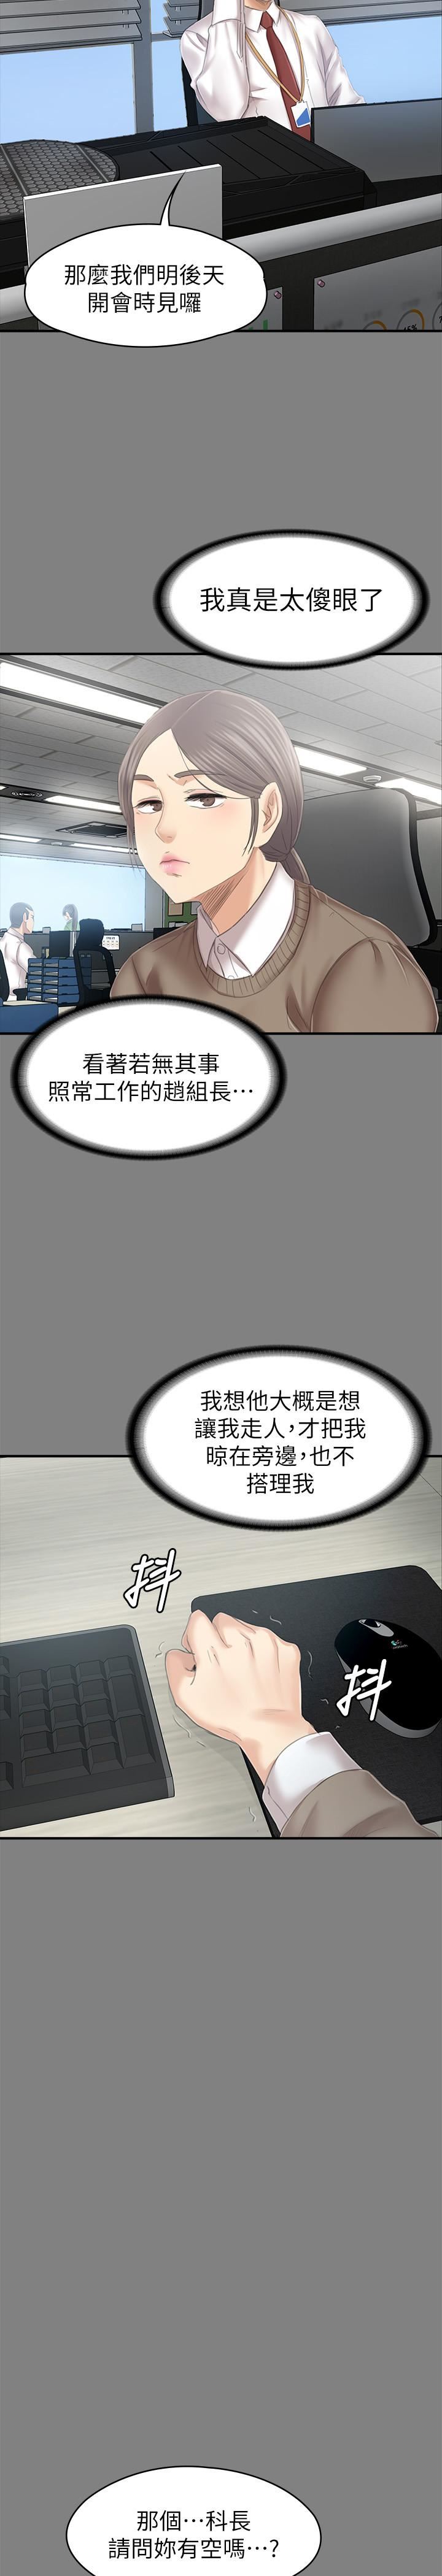 那麼我們明後天
開會時見囉
我真是太傻眼了
看著若無其事
照常工作的趙組長⋯
我想他大概是想
讓我走人，才把我
晾在旁邊，也不
搭理我
抖
抖
那個⋯科長
請問妳有空嗎⋯?